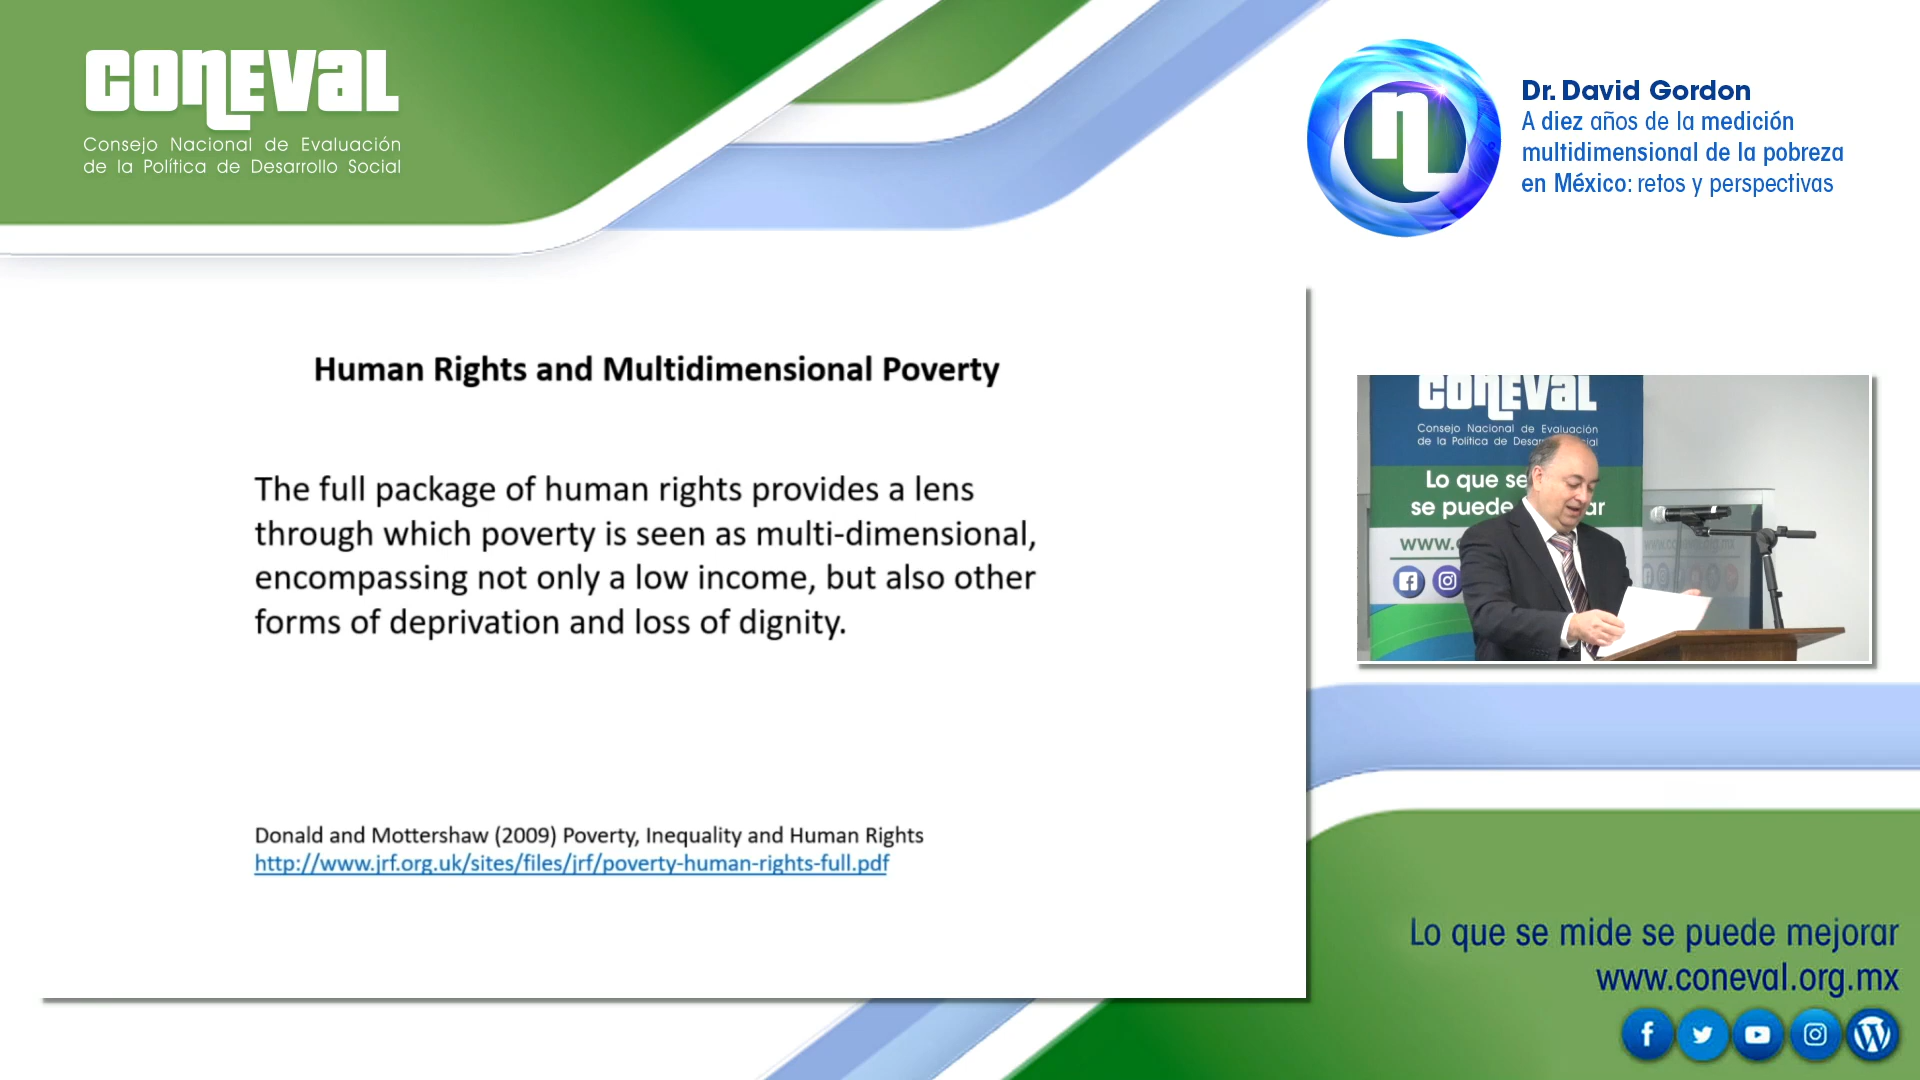 CONEVAL
Consejo Nacional de Evaluación
de la Política de Desarrollo Social
Dr. David Gordon
A diez años de la medición
multidimensional de la pobreza
en México: retos y perspectivas
Human Rights and Multidimensional Poverty
The full package of human rights provides a lens
through which poverty is seen as multi-dimensional,
encompassing not only a low income, but also other
forms of deprivation and loss of dignity.
Donald and Mottershaw (2009) Poverty, Inequality and Human Rights
http://www.jrf.org.uk/sites/files/jrf/poverty-human-rights-full.pdf
CONEVAL
Consejo Nacional de Evaluación
de la Política de
Lo que se
se puede
www.
Lo que se mide se puede mejorar
www.coneval.org.mx